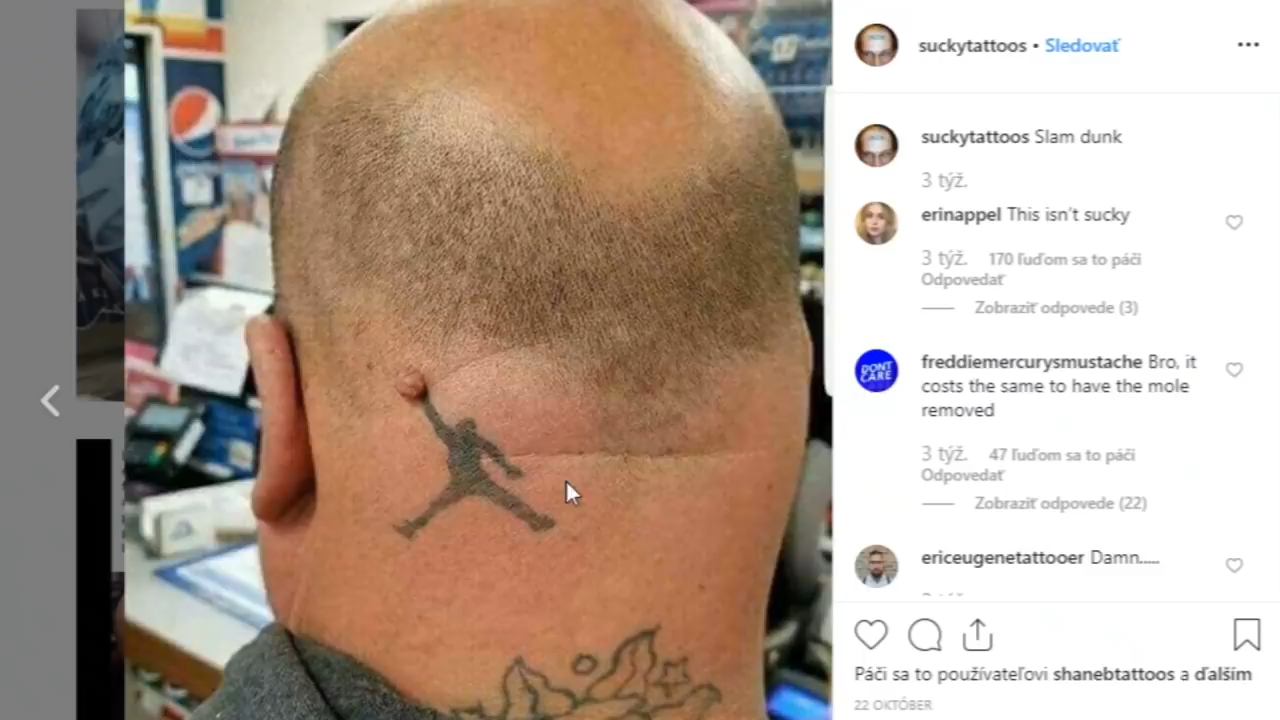 suckytattoos • Sledovať
suckytattoos Slam dunk
3 týž.
erinappel This isn't sucky
3 týž. 170 ľuďom sa to páči
Odpovedať
Zobraziť odpovede (3)
DONT
CARE
freddiemercurysmustache Bro, it
costs the same to have the mole
removed
3 týž. 47 ľuďom sa to páči
Odpovedať
Zobraziť odpovede (22)
ericeugenetattooer Damn.....
Páči sa to používateľovi shanebtattoos a ďalším
22 OKTÓBER